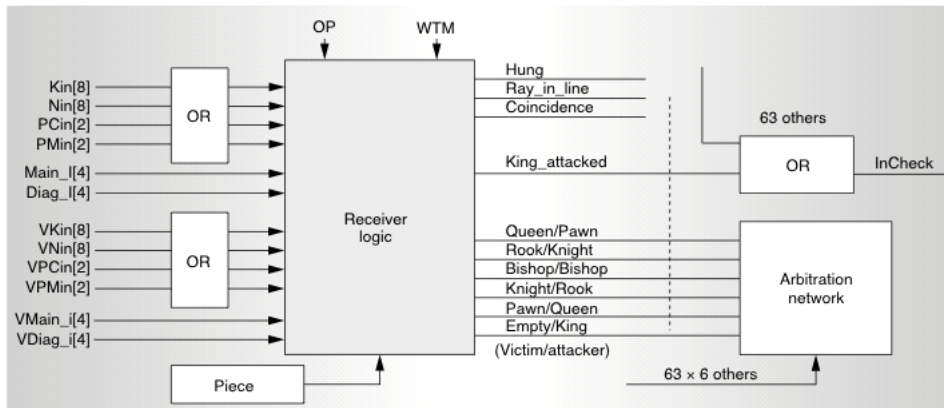 OP
WTM
Kin[8]
Nin[8]
PCin[2]
PMin[2]
OR
Main_I[4]
Diag_I[4]
VKin[8]
VNin[8]
VPCin[2]
VPMin[2]
OR
VMain_i[4]
VDiag_i[4]
Receiver
logic
Piece
Hung
Ray_in_line
Coincidence
King_attacked
63 others
OR
InCheck
Queen/Pawn
Rook/Knight
Bishop/Bishop
Knight/Rook
Pawn/Queen
Empty/King
(Victim/attacker)
Arbitration
network
63 × 6 others